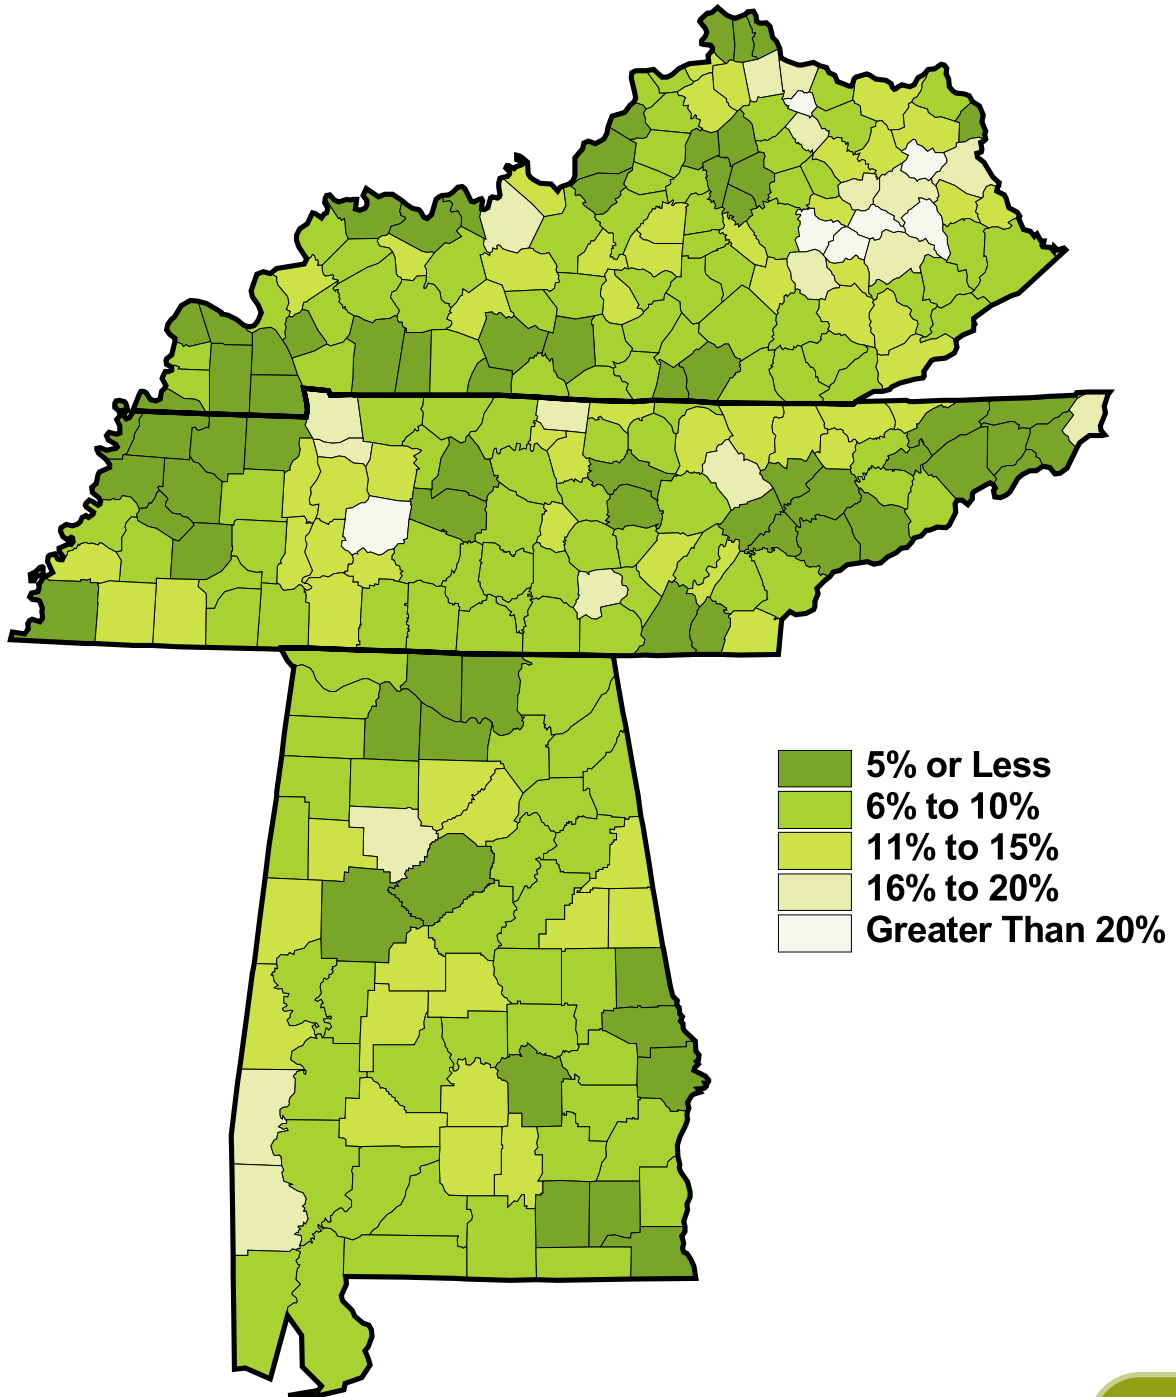 5% or Less
6% to 10%
11% to 15%
16% to 20%
Greater Than 20%